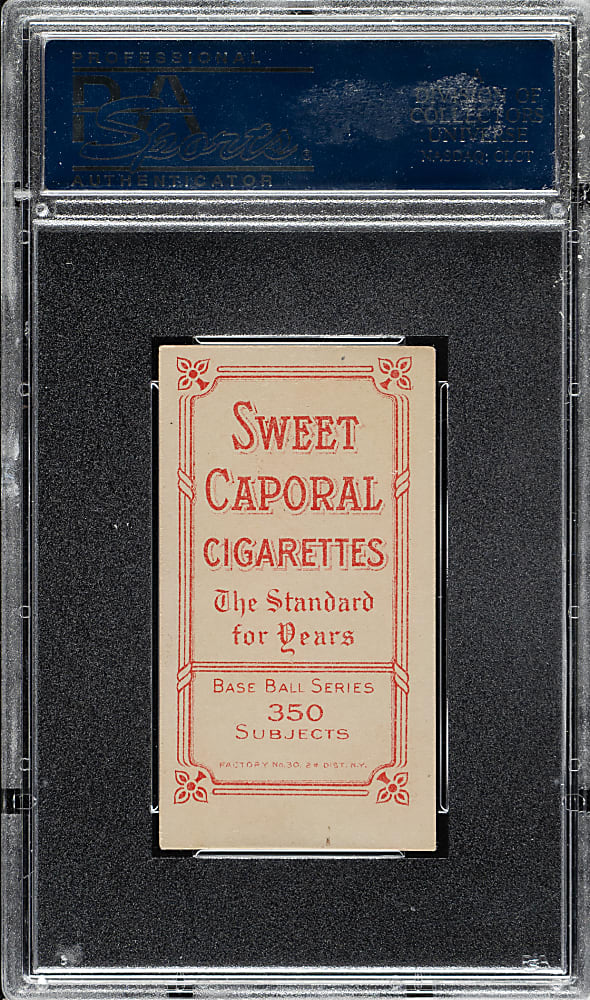 PROFESSIONAL
PSA
Sports
AUTHENTICATOR
A
DIVISION OF
COLLECTORS
UNIVERSE
NASDAQ: CLCT
SWEET
CAPORAL
CIGARETTES
The Standard
for Years
BASE BALL SERIES
350
SUBJECTS
FACTORY No. 30, 2d DIST. N.Y.